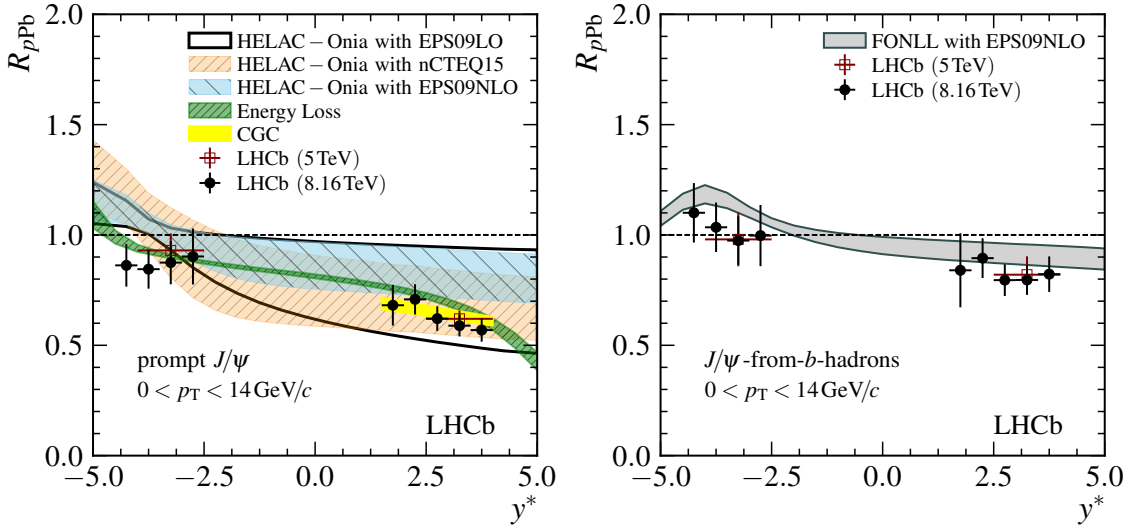 R_pPb
2.0
1.5
1.0
0.5
0.0
HELAC − Onia with EPS09LO
HELAC − Onia with nCTEQ15
HELAC − Onia with EPS09NLO
Energy Loss
CGC
LHCb (5 TeV)
LHCb (8.16 TeV)
prompt J/ψ
0 < p_T < 14 GeV/c
LHCb
−5.0 −2.5 0.0 2.5 5.0
y*
R_pPb
2.0
1.5
1.0
0.5
0.0
FONLL with EPS09NLO
LHCb (5 TeV)
LHCb (8.16 TeV)
J/ψ-from-b-hadrons
0 < p_T < 14 GeV/c
LHCb
−5.0 −2.5 0.0 2.5 5.0
y*